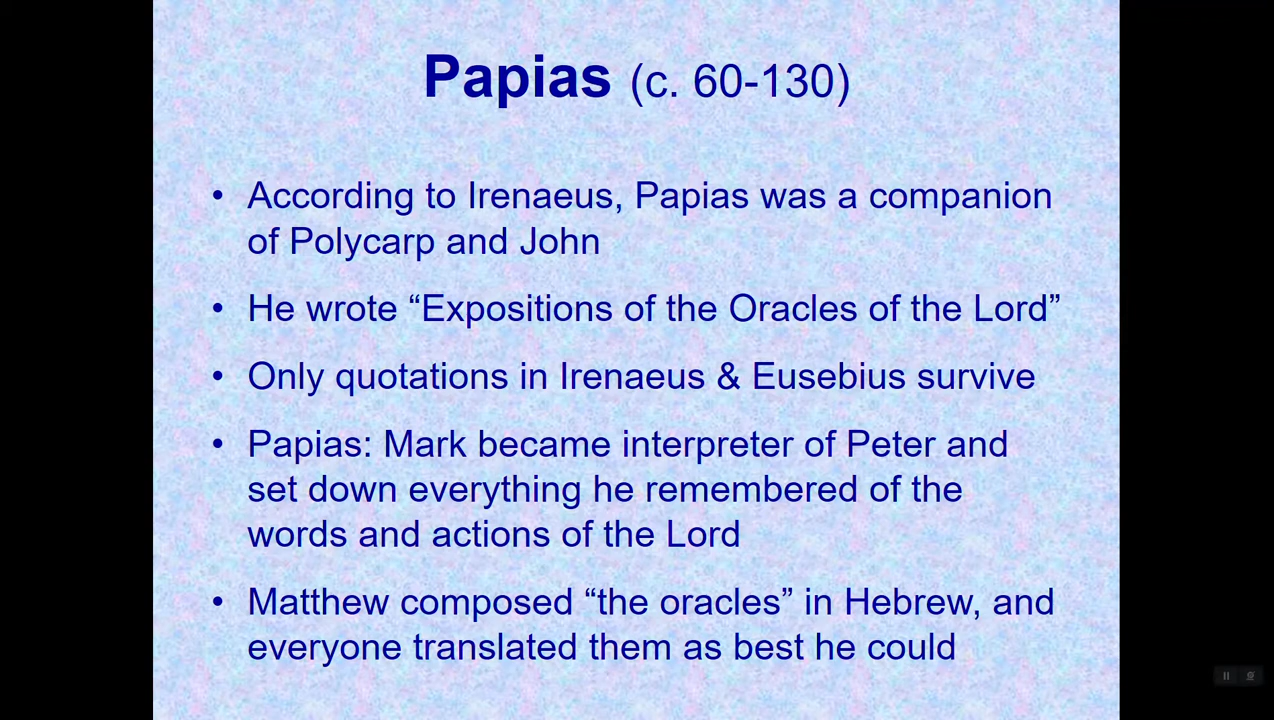 Papias (c. 60-130)
• According to Irenaeus, Papias was a companion
of Polycarp and John
• He wrote “Expositions of the Oracles of the Lord”
• Only quotations in Irenaeus & Eusebius survive
• Papias: Mark became interpreter of Peter and
set down everything he remembered of the
words and actions of the Lord
• Matthew composed “the oracles” in Hebrew, and
everyone translated them as best he could